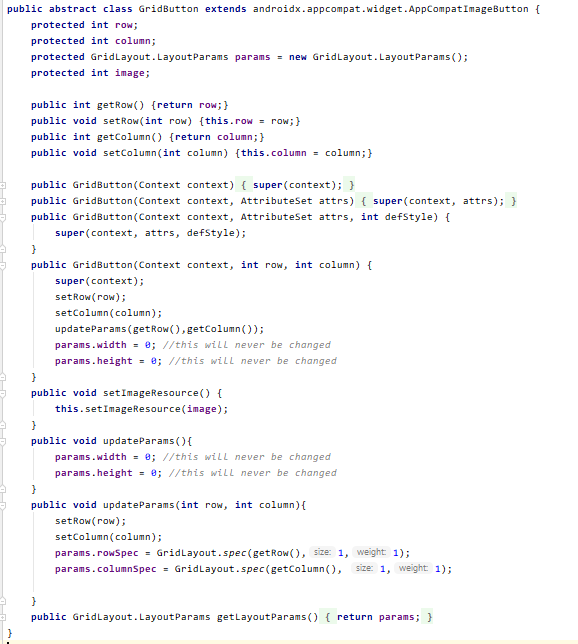 public abstract class GridButton extends androidx.appcompat.widget.AppCompatImageButton {
protected int row;
protected int column;
protected GridLayout.LayoutParams params = new GridLayout.LayoutParams();
protected int image;
public int getRow() {return row;}
public void setRow(int row) {this.row = row;}
public int getColumn() {return column;}
public void setColumn(int column) {this.column = column;}
public GridButton(Context context) { super(context); }
public GridButton(Context context, AttributeSet attrs) { super(context, attrs); }
public GridButton(Context context, AttributeSet attrs, int defStyle) {
super(context, attrs, defStyle);
}
public GridButton(Context context, int row, int column) {
super(context);
setRow(row);
setColumn(column);
updateParams(getRow(),getColumn());
params.width = 0; //this will never be changed
params.height = 0; //this will never be changed
}
public void setImageResource() {
this.setImageResource(image);
}
public void updateParams(){
params.width = 0; //this will never be changed
params.height = 0; //this will never be changed
}
public void updateParams(int row, int column){
setRow(row);
setColumn(column);
params.rowSpec = GridLayout.spec(getRow(), size: 1, weight: 1);
params.columnSpec = GridLayout.spec(getColumn(), size: 1, weight: 1);
}
public GridLayout.LayoutParams getLayoutParams() { return params; }
}